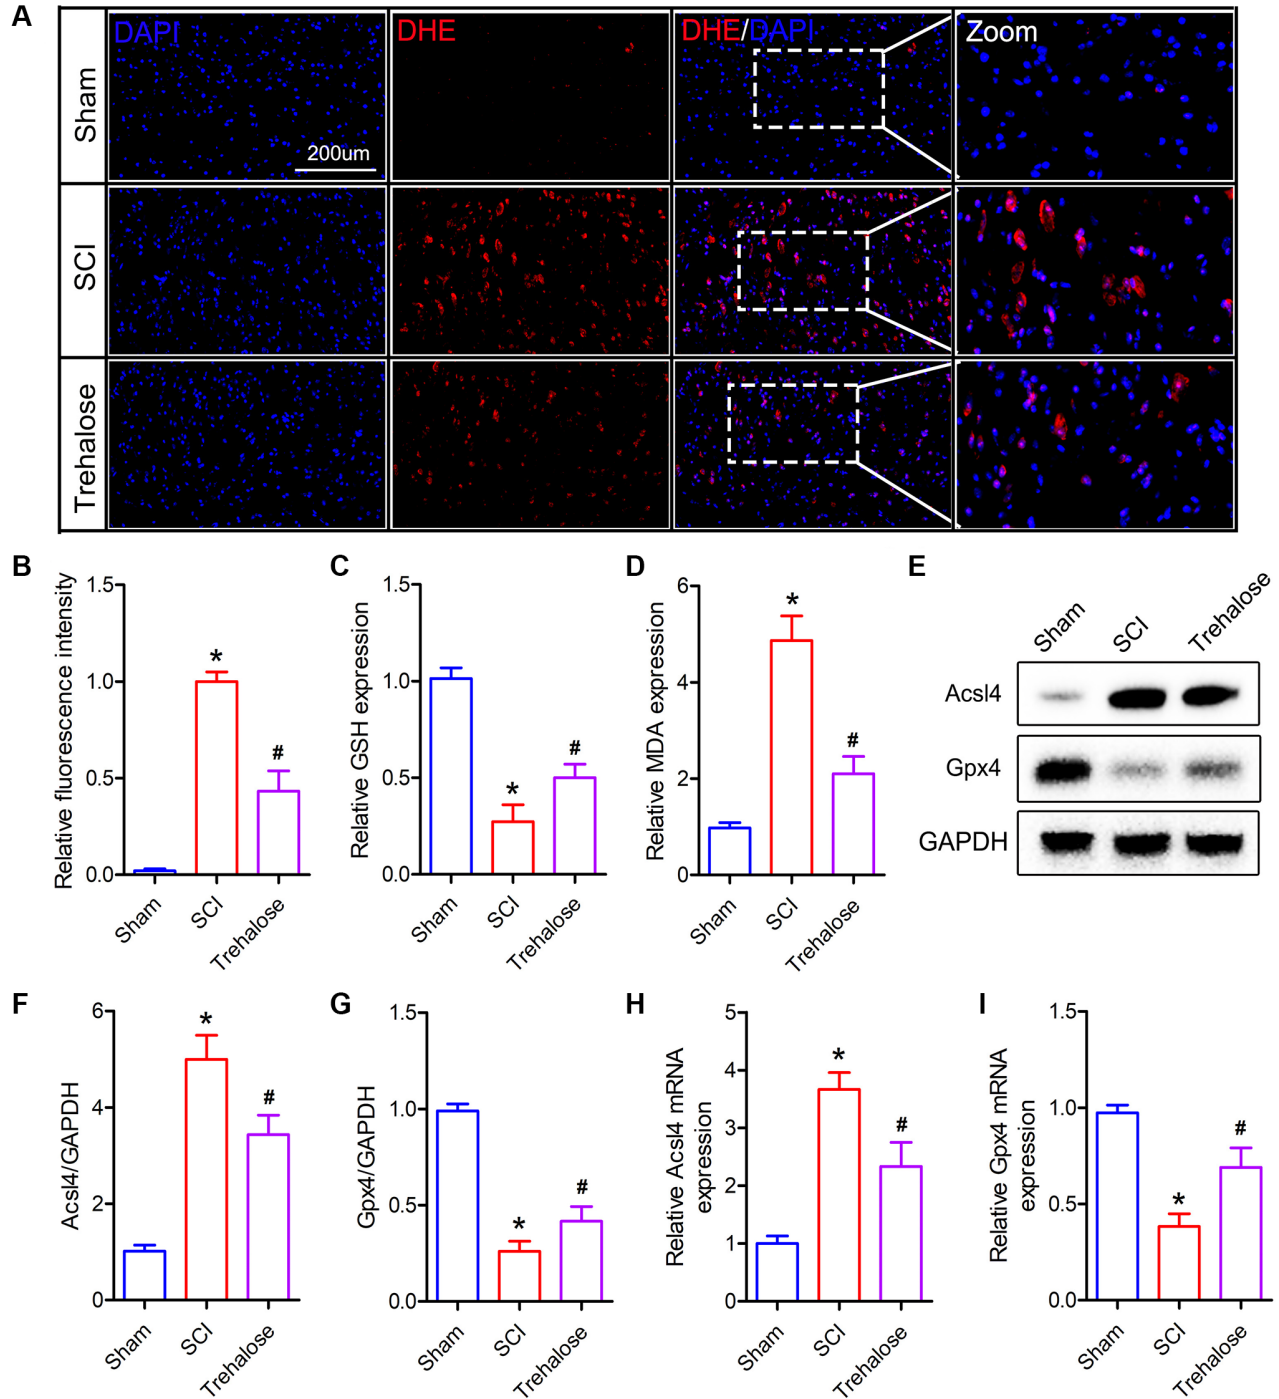 A
DAPI
DHE
DHE/DAPI
Zoom
Sham
200um
SCI
Trehalose
B
Relative fluorescence intensity
1.5
1.0
0.5
0.0
*
#
Sham
SCI
Trehalose
C
Relative GSH expression
1.5
1.0
0.5
0.0
*
#
Sham
SCI
Trehalose
D
Relative MDA expression
6
4
2
0
*
#
Sham
SCI
Trehalose
E
Sham
SCI
Trehalose
Acsl4
Gpx4
GAPDH
F
Acsl4/GAPDH
6
4
2
0
*
#
Sham
SCI
Trehalose
G
Gpx4/GAPDH
1.5
1.0
0.5
0.0
*
#
Sham
SCI
Trehalose
H
Relative Acsl4 mRNA
expression
5
4
3
2
1
0
*
#
Sham
SCI
Trehalose
I
Relative Gpx4 mRNA
expression
1.5
1.0
0.5
0.0
*
#
Sham
SCI
Trehalose